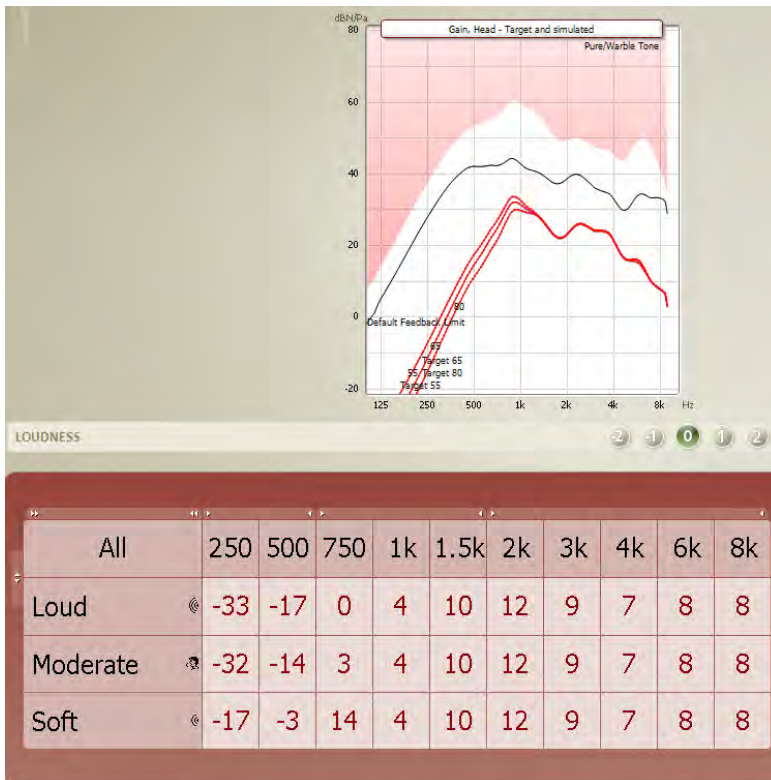 dBN/Pa
Gain, Head - Target and simulated
Pure/Warble Tone
80
60
40
20
0
-20
80
Default Feedback Limit
65
Target 65
55 Target 80
Target 55
125 250 500 1k 2k 4k 8k Hz
LOUDNESS -2 -1 0 1 2
All 250 500 750 1k 1.5k 2k 3k 4k 6k 8k
Loud -33 -17 0 4 10 12 9 7 8 8
Moderate -32 -14 3 4 10 12 9 7 8 8
Soft -17 -3 14 4 10 12 9 7 8 8